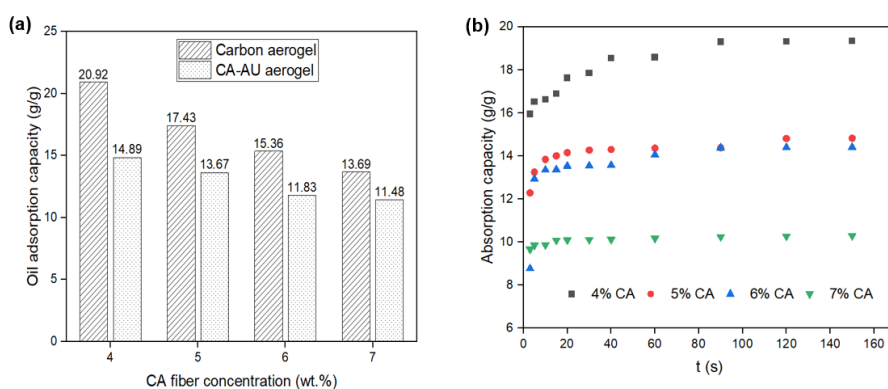 (a)
Oil adsorption capacity (g/g)
25
20
15
10
5
0
Carbon aerogel
CA-AU aerogel
20.92
14.89
17.43
13.67
15.36
11.83
13.69
11.48
4
5
6
7
CA fiber concentration (wt.%)
(b)
Absorption capacity (g/g)
20
18
16
14
12
10
8
6
4% CA
5% CA
6% CA
7% CA
0
20
40
60
80
100
120
140
160
t (s)